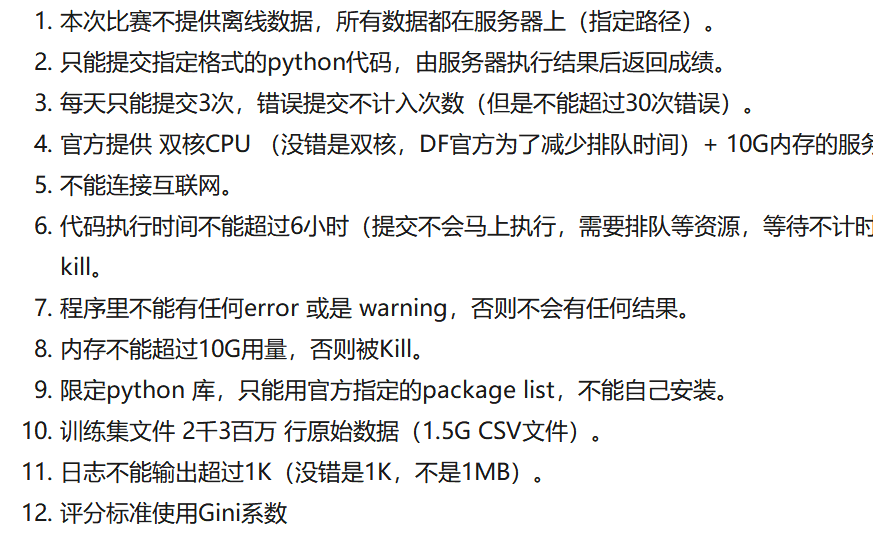 1. 本次比赛不提供离线数据，所有数据都在服务器上（指定路径）。
2. 只能提交指定格式的python代码，由服务器执行结果后返回成绩。
3. 每天只能提交3次，错误提交不计入次数（但是不能超过30次错误）。
4. 官方提供 双核CPU （没错是双核，DF官方为了减少排队时间）+ 10G内存的服务
5. 不能连接互联网。
6. 代码执行时间不能超过6小时（提交不会马上执行，需要排队等资源，等待不计时
kill。
7. 程序里不能有任何error 或是 warning，否则不会有任何结果。
8. 内存不能超过10G用量，否则被Kill。
9. 限定python 库，只能用官方指定的package list，不能自己安装。
10. 训练集文件 2千3百万 行原始数据（1.5G CSV文件）。
11. 日志不能输出超过1K（没错是1K，不是1MB）。
12. 评分标准使用Gini系数